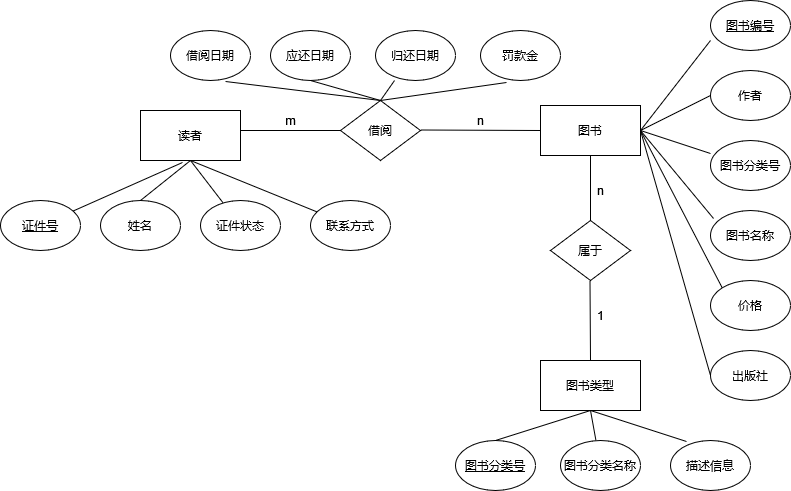 图书编号
借阅日期
应还日期
归还日期
罚款金
作者
读者
m
借阅
n
图书
图书分类号
n
证件号
姓名
证件状态
联系方式
图书名称
属于
价格
1
图书类型
出版社
图书分类号
图书分类名称
描述信息